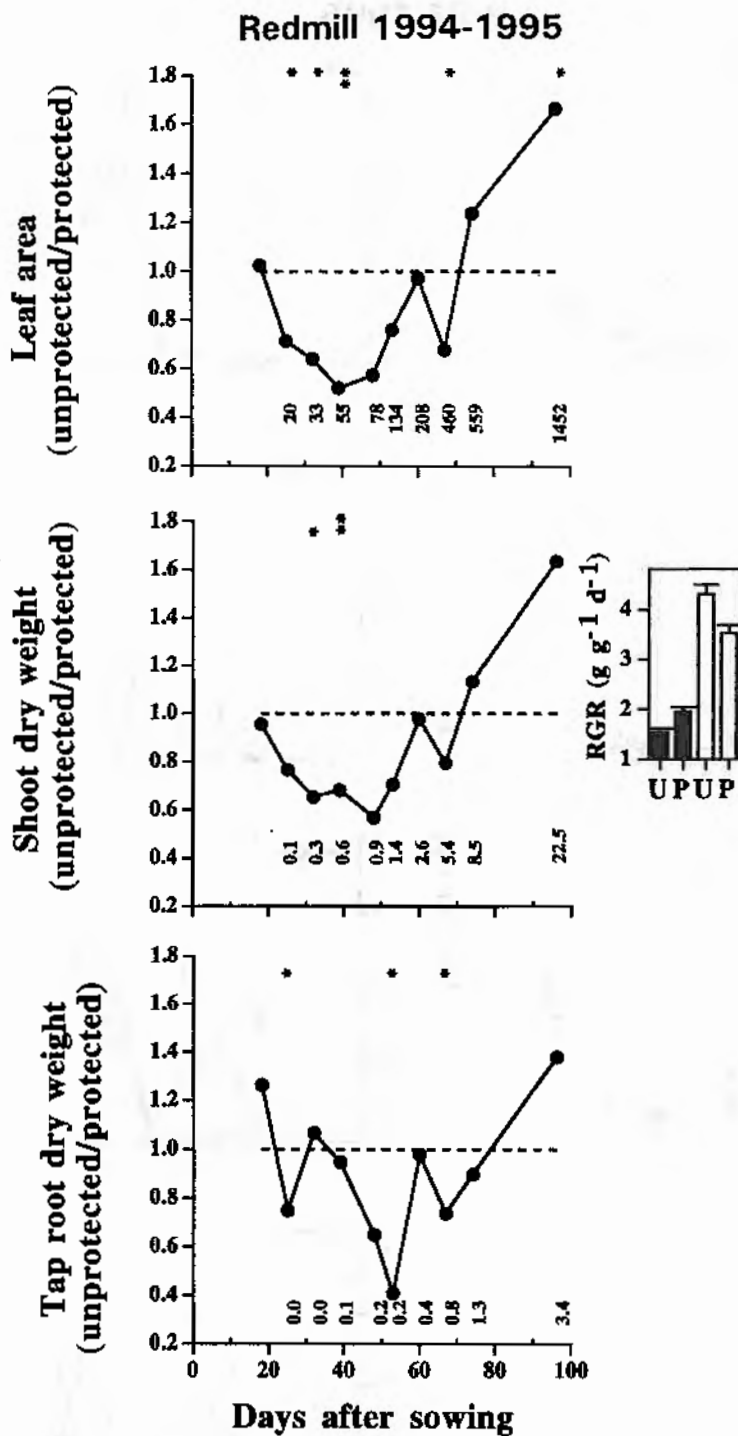 Redmill 1994-1995
Leaf area
(unprotected/protected)
1.8
1.6
1.4
1.2
1.0
0.8
0.6
0.4
0.2
* * ** * *
20 33 55 78 134 208 460 559 1452
Shoot dry weight
(unprotected/protected)
1.8
1.6
1.4
1.2
1.0
0.8
0.6
0.4
0.2
* **
0.1 0.3 0.6 0.9 1.4 2.6 5.4 8.5 22.5
RGR (g g⁻¹ d⁻¹)
4
3
2
1
U P U P
Tap root dry weight
(unprotected/protected)
1.8
1.6
1.4
1.2
1.0
0.8
0.6
0.4
0.2
* * *
0.0 0.0 0.1 0.2 0.2 0.4 0.8 1.3 3.4
0 20 40 60 80 100
Days after sowing